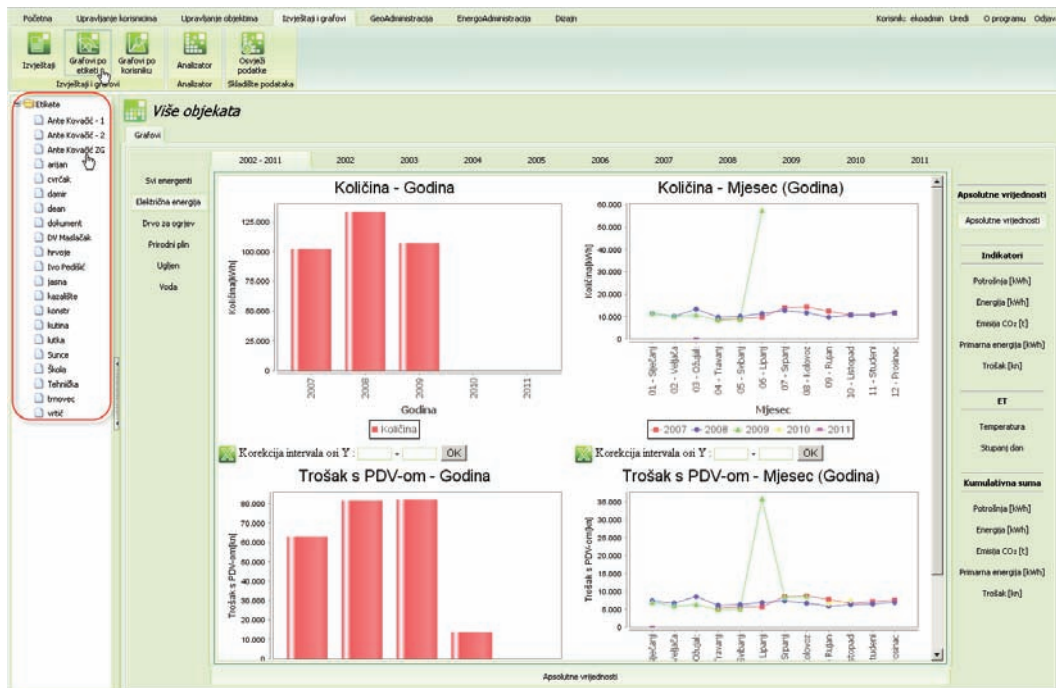 Početna Upravljanje korisnicima Upravljanje objektima Izvještaji i grafovi GeoAdministracija EnergoAdministracija Dizajn Korisnik: ekoadmin Uredi O programu Odjav
Izvještaji Grafovi po etiketi Grafovi po korisniku Analizator Osvježi podatke
Izvještaji i grafovi Analizator Skladište podataka
Etikete
Ante Kovačić - 1
Ante Kovačić - 2
Ante Kovačić ZG
arijan
cvrčak
damir
dean
dokument
DV Maslačak
hrvoje
Ivo Pedišić
jasna
kazalište
konstr
kutina
lutka
Sunce
Škola
Tehnička
trnovec
vrtić
Više objekata
Grafovi
2002 - 2011 2002 2003 2004 2005 2006 2007 2008 2009 2010 2011
Svi energenti
Električna energija
Drvo za ogrjev
Prirodni plin
Ugljen
Voda
Količina - Godina
Količina[kWh]
125.000
100.000
75.000
50.000
25.000
0
2007 2008 2009 2010 2011
Godina
Količina
Korekcija intervala osi Y : - OK
Količina - Mjesec (Godina)
Količina[kWh]
60.000
50.000
40.000
30.000
20.000
10.000
0
01 - Siječanj 02 - Veljača 03 - Ožujak 04 - Travanj 05 - Svibanj 06 - Lipanj 07 - Srpanj 08 - Kolovoz 09 - Rujan 10 - Listopad 11 - Studeni 12 - Prosinac
Mjesec
2007 2008 2009 2010 2011
Korekcija intervala osi Y : - OK
Trošak s PDV-om - Godina
Trošak s PDV-om[kn]
80.000
70.000
60.000
50.000
40.000
30.000
20.000
10.000
0
Trošak s PDV-om - Mjesec (Godina)
Trošak s PDV-om[kn]
35.000
30.000
25.000
20.000
15.000
10.000
5.000
0
iječanj Veljača Ožujak Travanj Svibanj Lipanj Srpanj olovoz Rujan stopad tudeni osinac
Apsolutne vrijednosti
Apsolutne vrijednosti
Indikatori
Potrošnja [kWh]
Energija [kWh]
Emisija CO₂ [t]
Primarna energija [kWh]
Trošak [kn]
ET
Temperatura
Stupanj dan
Kumulativna suma
Potrošnja [kWh]
Energija [kWh]
Emisija CO₂ [t]
Primarna energija [kWh]
Trošak [kn]
Apsolutne vrijednosti